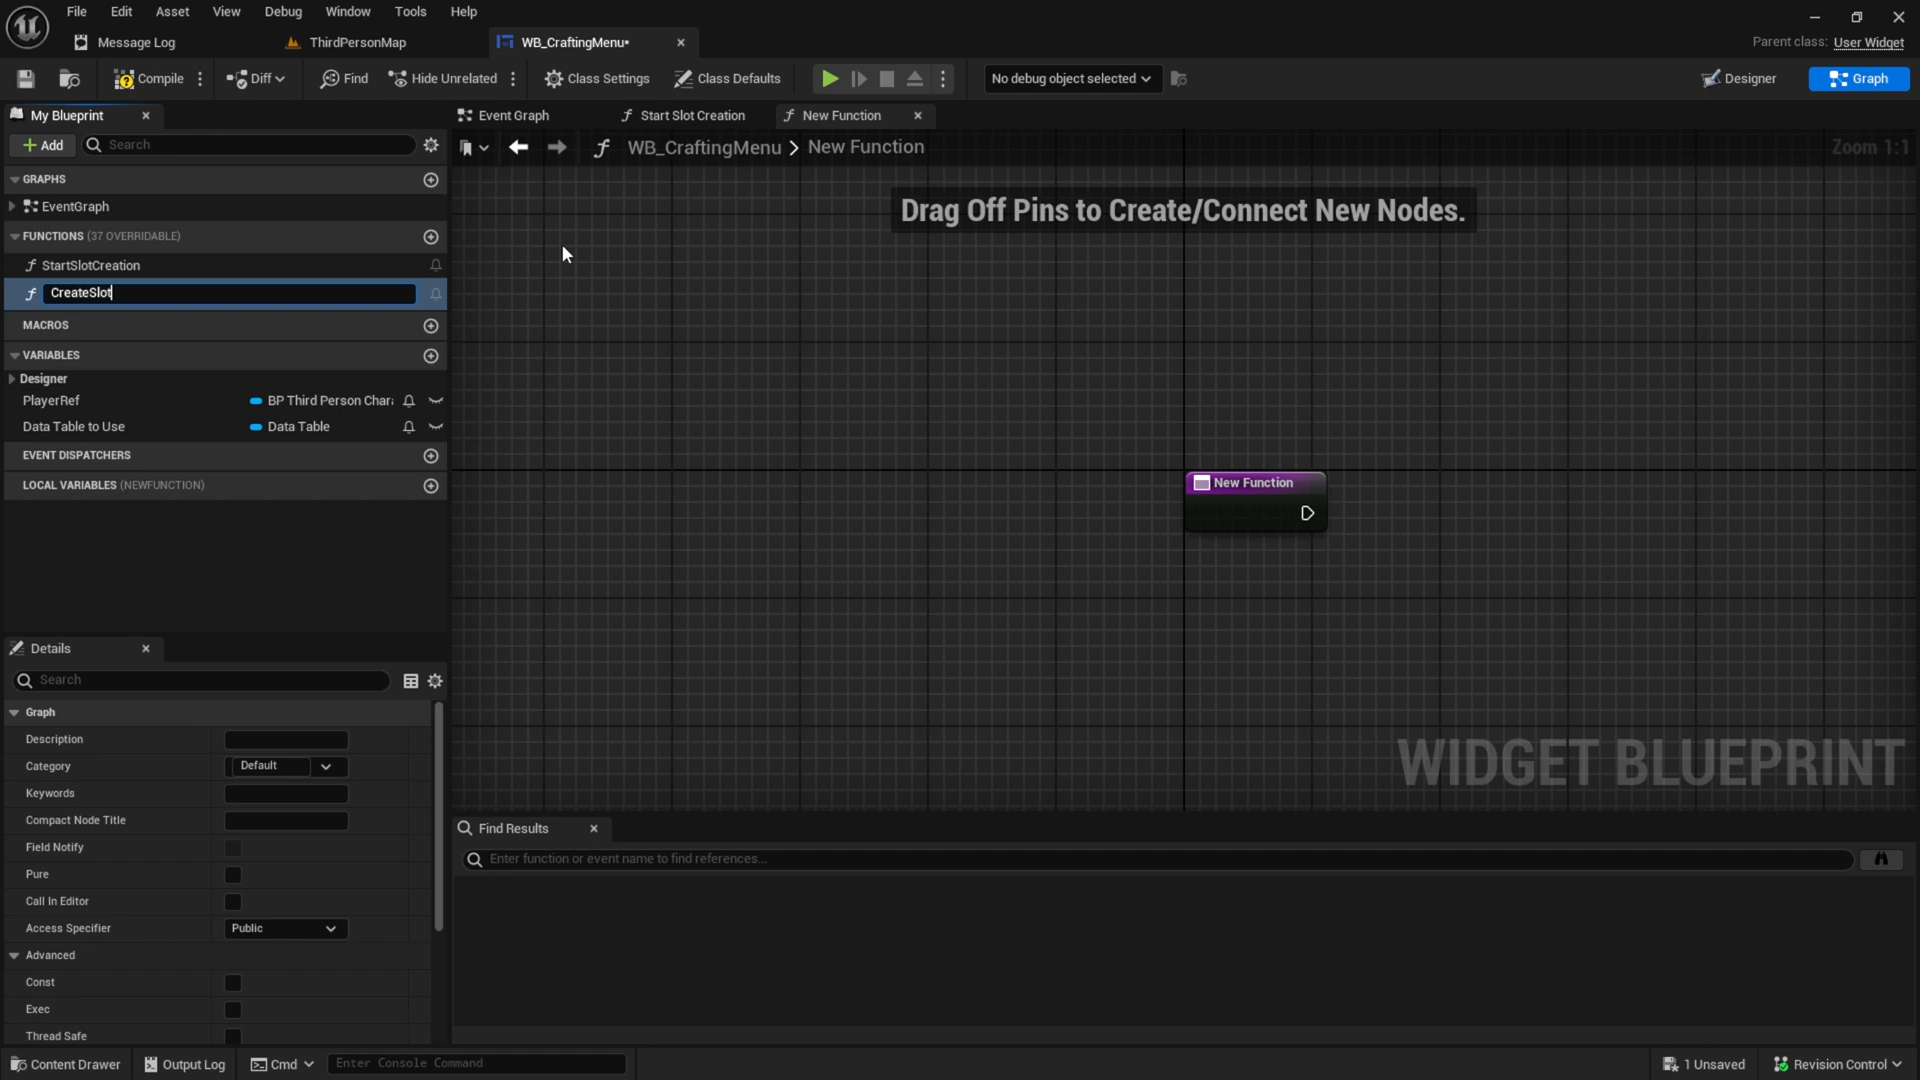 File Edit Asset View Debug Window Tools Help
Message Log ThirdPersonMap WB_CraftingMenu* Parent class: User Widget
Compile Diff Find Hide Unrelated Class Settings Class Defaults No debug object selected Designer Graph
My Blueprint Event Graph Start Slot Creation New Function
Add Search WB_CraftingMenu > New Function Zoom 1:1
GRAPHS
EventGraph
Drag Off Pins to Create/Connect New Nodes.
FUNCTIONS (37 OVERRIDABLE)
StartSlotCreation
CreateSlot
MACROS
VARIABLES
Designer
PlayerRef BP Third Person Chara
Data Table to Use Data Table
EVENT DISPATCHERS
LOCAL VARIABLES (NEWFUNCTION)
New Function
Details
Search
Graph
Description
Category Default
WIDGET BLUEPRINT
Keywords
Compact Node Title
Find Results
Field Notify
Enter function or event name to find references...
Pure
Call In Editor
Access Specifier Public
Advanced
Const
Exec
Thread Safe
Content Drawer Output Log Cmd Enter Console Command 1 Unsaved Revision Control